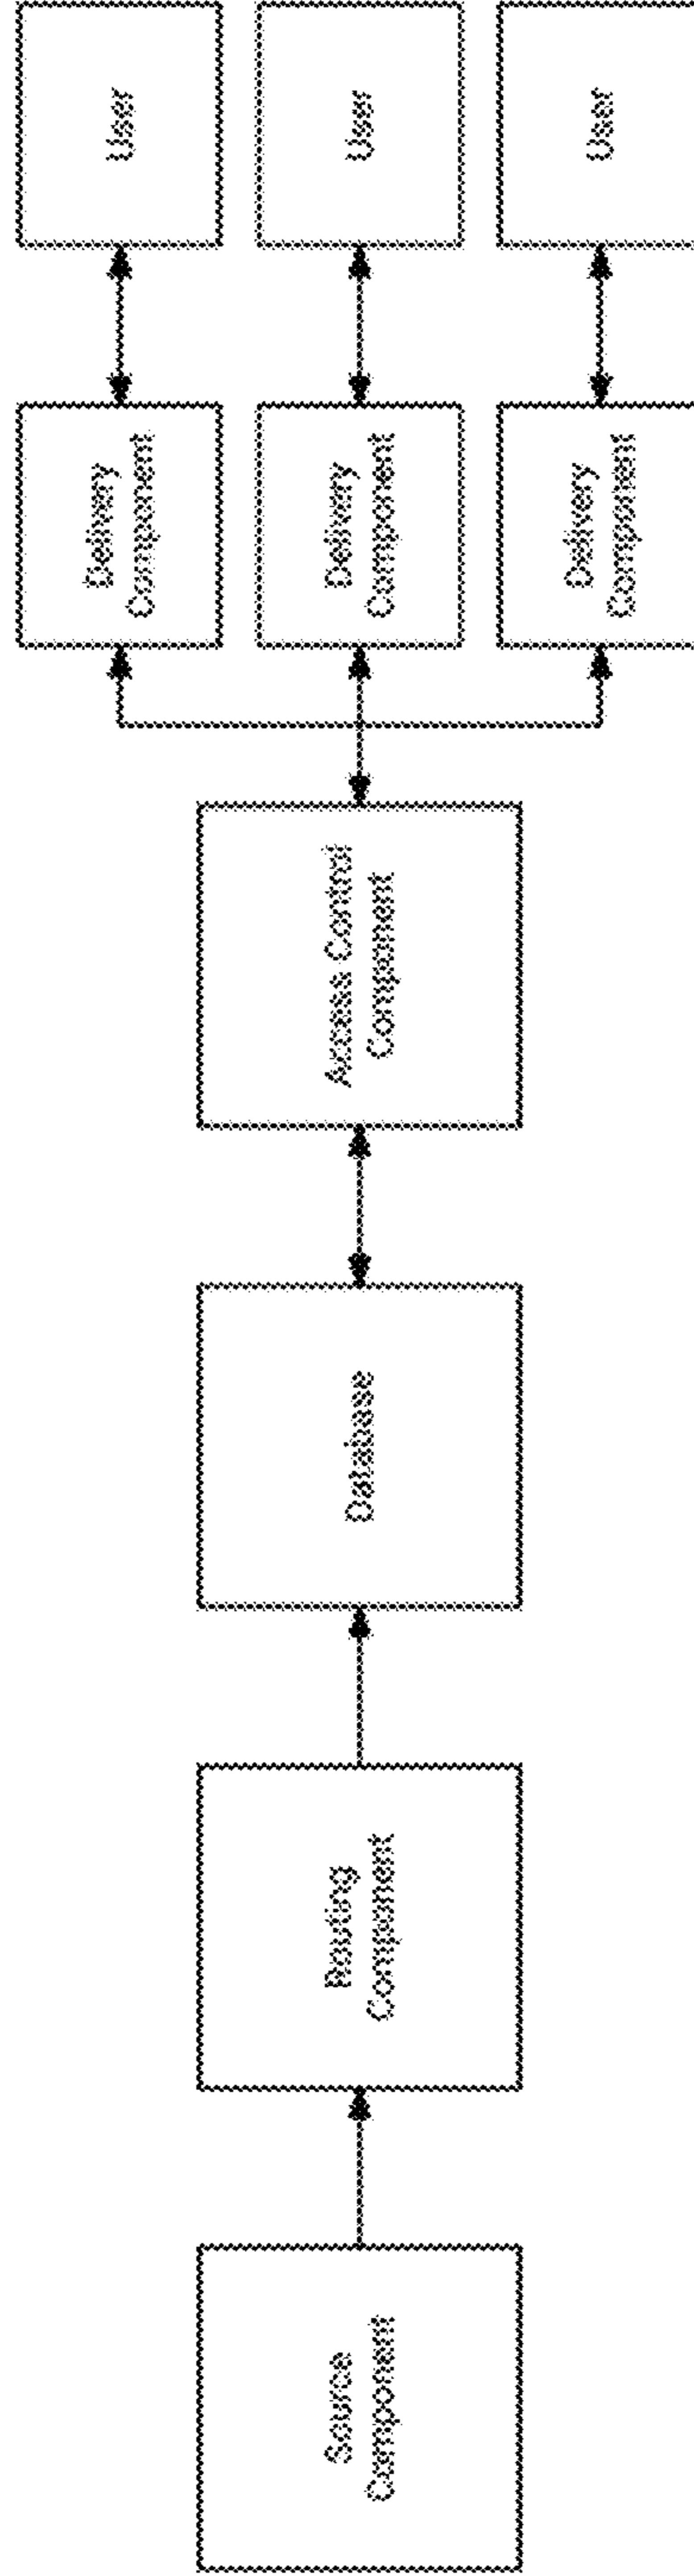 Source
Component
Routing
Component
Database
Access Control
Component
Delivery
Component
Delivery
Component
Delivery
Component
User
User
User